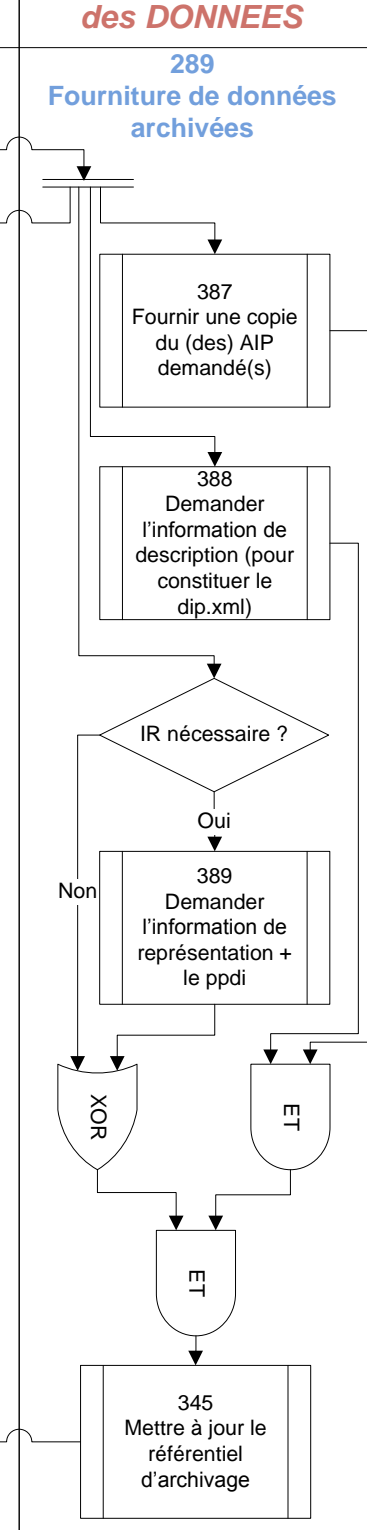 des DONNEES
289
Fourniture de données
archivées
387
Fournir une copie
du (des) AIP
demandé(s)
388
Demander
l'information de
description (pour
constituer le
dip.xml)
IR nécessaire ?
Oui
Non
389
Demander
l'information de
représentation +
le ppdi
XOR
ET
ET
345
Mettre à jour le
référentiel
d'archivage